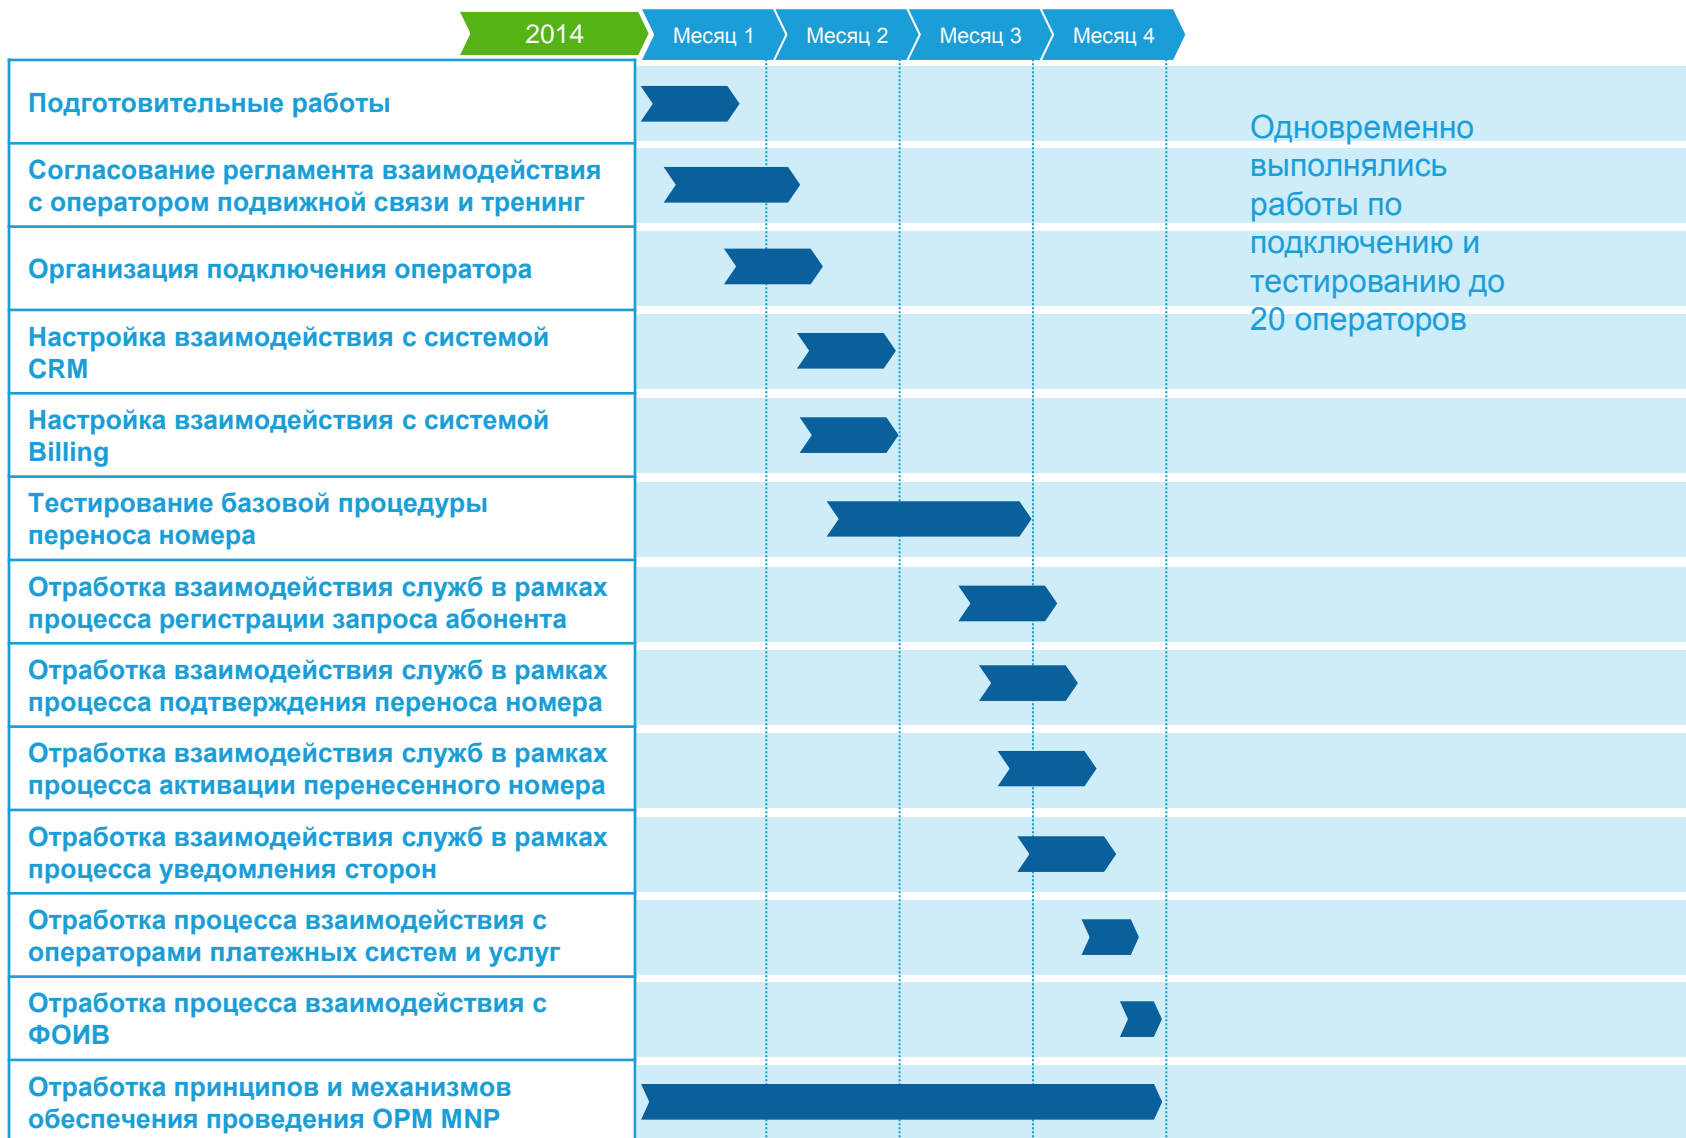 2014
Месяц 1
Месяц 2
Месяц 3
Месяц 4
Подготовительные работы
Согласование регламента взаимодействия
с оператором подвижной связи и тренинг
Организация подключения оператора
Настройка взаимодействия с системой
CRM
Настройка взаимодействия с системой
Billing
Тестирование базовой процедуры
переноса номера
Отработка взаимодействия служб в рамках
процесса регистрации запроса абонента
Отработка взаимодействия служб в рамках
процесса подтверждения переноса номера
Отработка взаимодействия служб в рамках
процесса активации перенесенного номера
Отработка взаимодействия служб в рамках
процесса уведомления сторон
Отработка процесса взаимодействия с
операторами платежных систем и услуг
Отработка процесса взаимодействия с
ФОИВ
Отработка принципов и механизмов
обеспечения проведения ОРМ MNP
Одновременно
выполнялись
работы по
подключению и
тестированию до
20 операторов